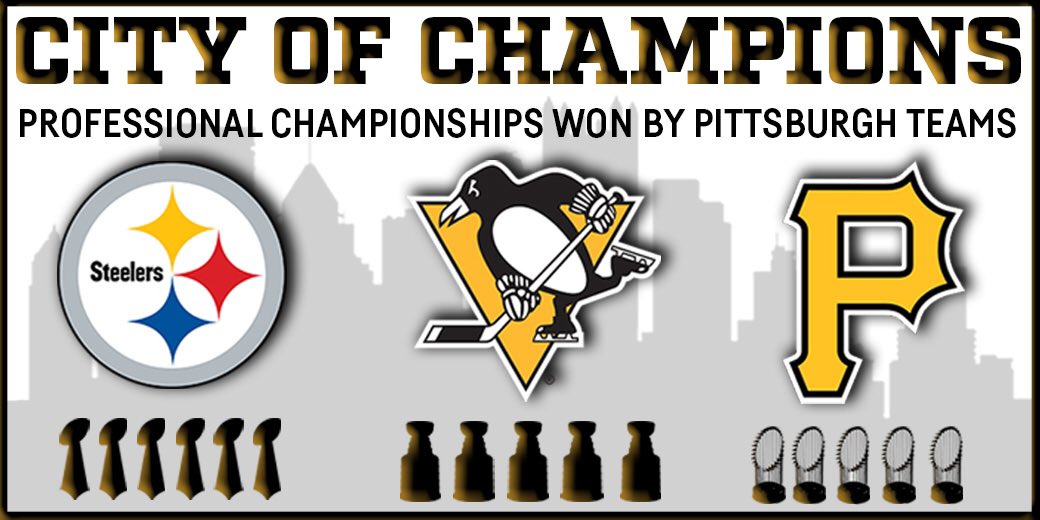 CITY OF CHAMPIONS
PROFESSIONAL CHAMPIONSHIPS WON BY PITTSBURGH TEAMS
Steelers
P
®